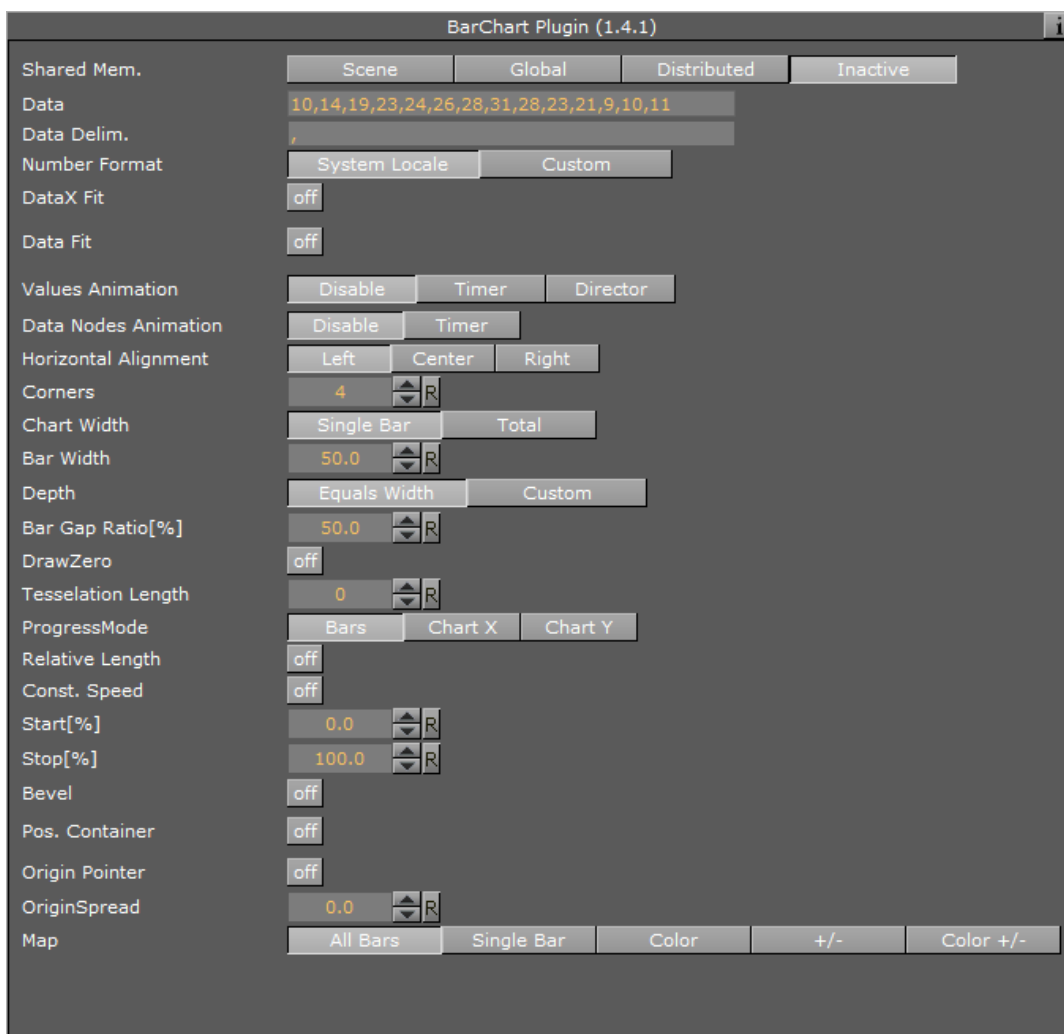 BarChart Plugin (1.4.1) i
Shared Mem. Scene Global Distributed Inactive
Data 10,14,19,23,24,26,28,31,28,23,21,9,10,11
Data Delim. ,
Number Format System Locale Custom
DataX Fit off
Data Fit off
Values Animation Disable Timer Director
Data Nodes Animation Disable Timer
Horizontal Alignment Left Center Right
Corners 4 R
Chart Width Single Bar Total
Bar Width 50.0 R
Depth Equals Width Custom
Bar Gap Ratio[%] 50.0 R
DrawZero off
Tesselation Length 0 R
ProgressMode Bars Chart X Chart Y
Relative Length off
Const. Speed off
Start[%] 0.0 R
Stop[%] 100.0 R
Bevel off
Pos. Container off
Origin Pointer off
OriginSpread 0.0 R
Map All Bars Single Bar Color +/- Color +/-